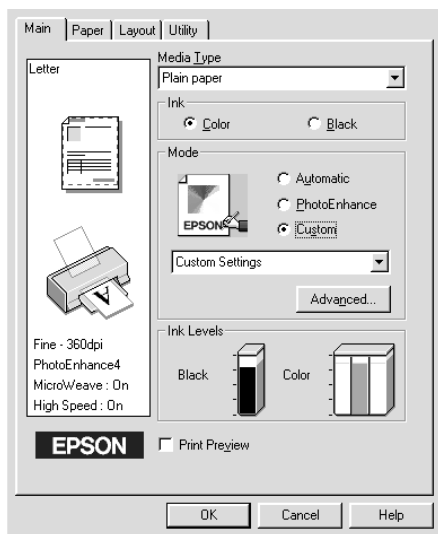 Main Paper Layout Utility
Letter
Media Type
Plain paper
Ink
Color Black
Mode
Automatic
PhotoEnhance
Custom
EPSON
Custom Settings
Advanced...
A
Fine - 360dpi
PhotoEnhance4
MicroWeave : On
High Speed : On
Ink Levels
Black Color
EPSON
Print Preview
OK Cancel Help